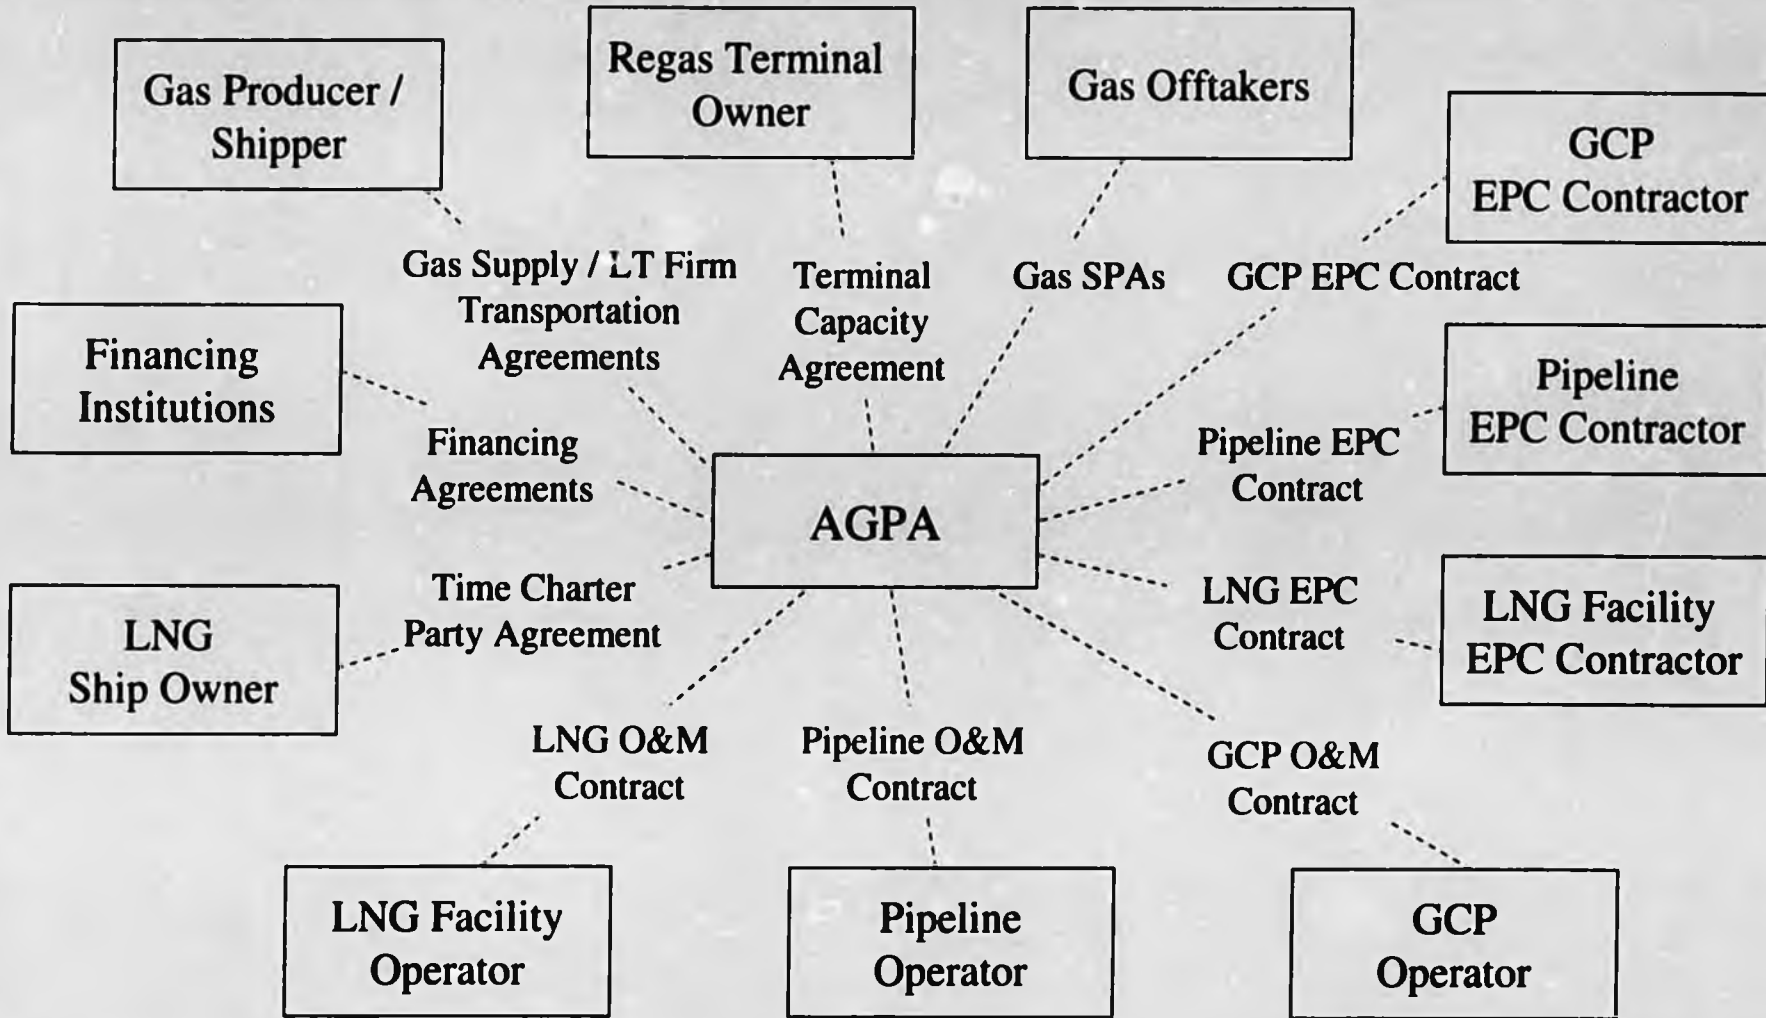 Gas Producer /
Shipper
Regas Terminal
Owner
Gas Offtakers
GCP
EPC Contractor
Gas Supply / LT Firm
Transportation
Agreements
Terminal
Capacity
Agreement
Gas SPAs
GCP EPC Contract
Financing
Institutions
Pipeline
EPC Contractor
Financing
Agreements
Pipeline EPC
Contract
AGPA
Time Charter
Party Agreement
LNG EPC
Contract
LNG
Ship Owner
LNG Facility
EPC Contractor
LNG O&M
Contract
Pipeline O&M
Contract
GCP O&M
Contract
LNG Facility
Operator
Pipeline
Operator
GCP
Operator